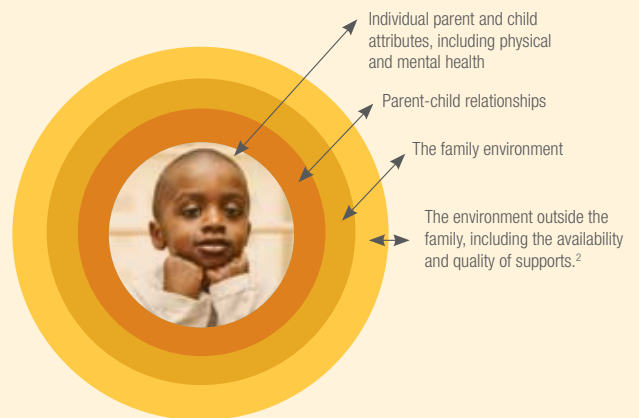 Individual parent and child
attributes, including physical
and mental health
Parent-child relationships
The family environment
The environment outside the
family, including the availability
and quality of supports.²